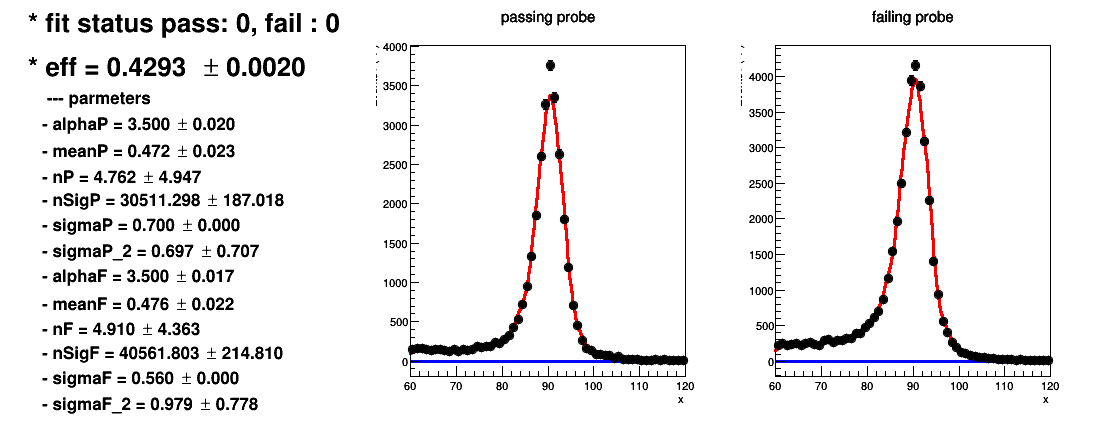 * fit status pass: 0, fail : 0
* eff = 0.4293 ± 0.0020
--- parmeters
- alphaP = 3.500 ± 0.020
- meanP = 0.472 ± 0.023
- nP = 4.762 ± 4.947
- nSigP = 30511.298 ± 187.018
- sigmaP = 0.700 ± 0.000
- sigmaP_2 = 0.697 ± 0.707
- alphaF = 3.500 ± 0.017
- meanF = 0.476 ± 0.022
- nF = 4.910 ± 4.363
- nSigF = 40561.803 ± 214.810
- sigmaF = 0.560 ± 0.000
- sigmaF_2 = 0.979 ± 0.778
passing probe
4000
3500
3000
2500
2000
1500
1000
500
0
60 70 80 90 100 110 120
x
failing probe
4000
3500
3000
2500
2000
1500
1000
500
0
60 70 80 90 100 110 120
x